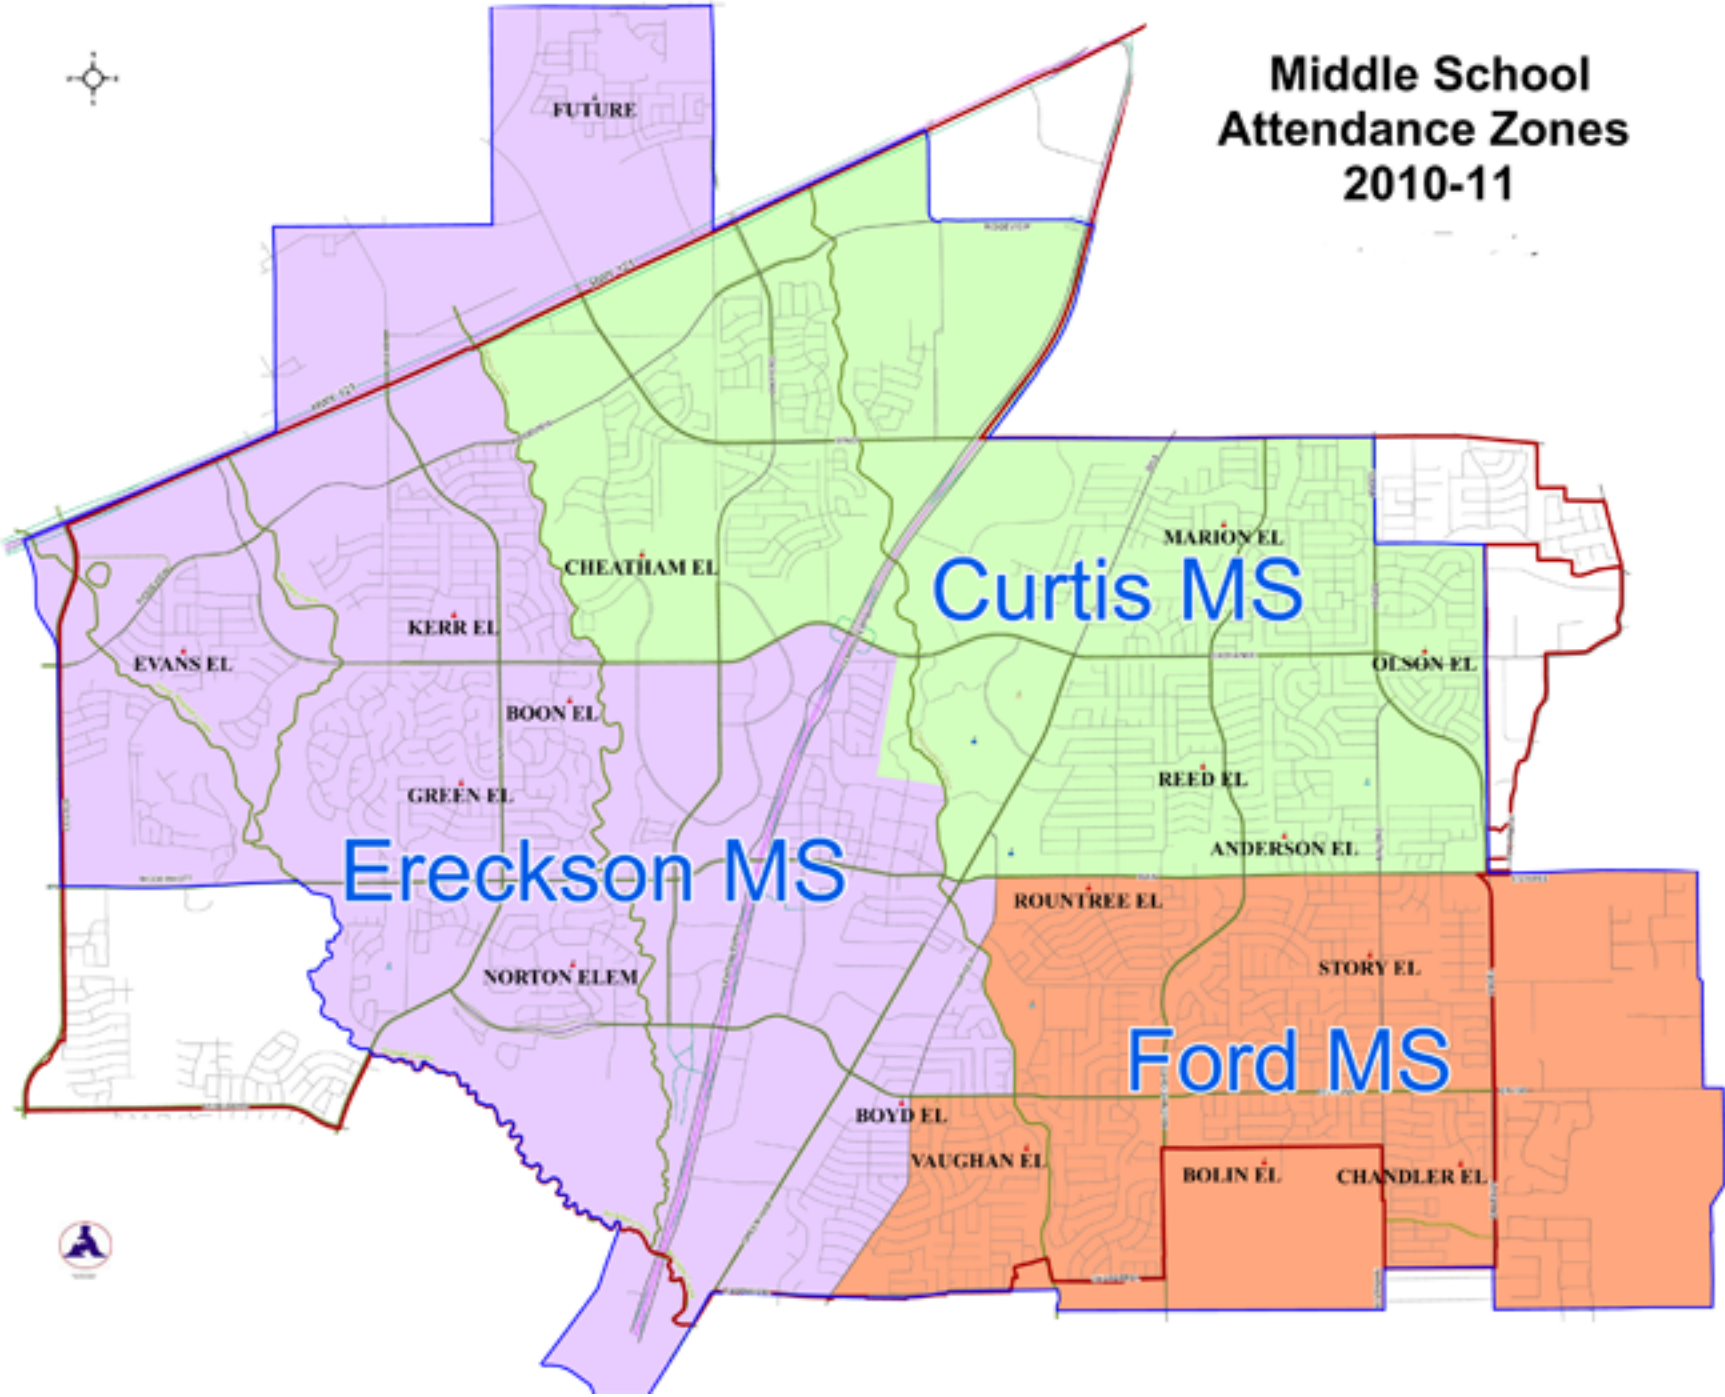 Middle School
Attendance Zones
2010-11
FUTURE
RIDGEVIEW
MARION EL
CHEATHAM EL
Curtis MS
KERR EL
EVANS EL
OLSON EL
BOON EL
REED EL
GREEN EL
ANDERSON EL
Ereckson MS
ROUNTREE EL
STORY EL
NORTON ELEM
Ford MS
BOYD EL
VAUGHAN EL
BOLIN EL
CHANDLER EL